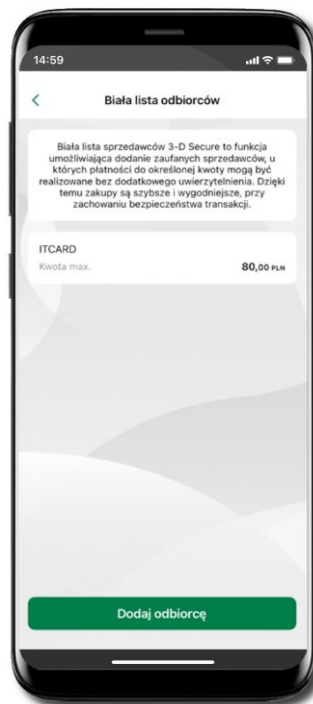 14:59
Biała lista odbiorców
Biała lista sprzedawców 3-D Secure to funkcja
umożliwiająca dodanie zaufanych sprzedawców, u
których płatności do określonej kwoty mogą być
realizowane bez dodatkowego uwierzytelnienia. Dzięki
temu zakupy są szybsze i wygodniejsze, przy
zachowaniu bezpieczeństwa transakcji.
ITCARD
Kwota max. 80,00 PLN
Dodaj odbiorcę